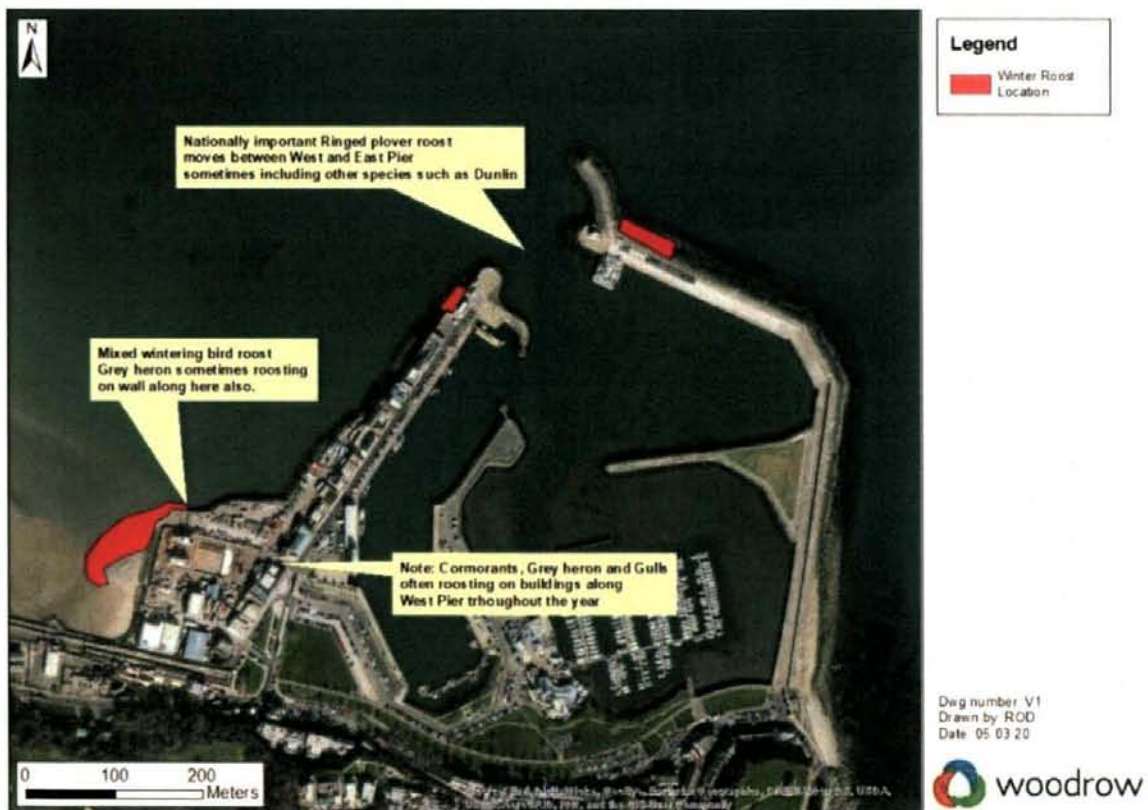 N
Nationally important Ringed plover roost
moves between West and East Pier
sometimes including other species such as Dunlin
Mixed wintering bird roost
Grey heron sometimes roosting
on wall along here also.
Note: Cormorants, Grey heron and Gulls
often roosting on buildings along
West Pier trhoughout the year
0 100 200
Meters
Legend
Winter Roost
Location
Dwg number V1
Drawn by ROD
Date 05 03 20
woodrow